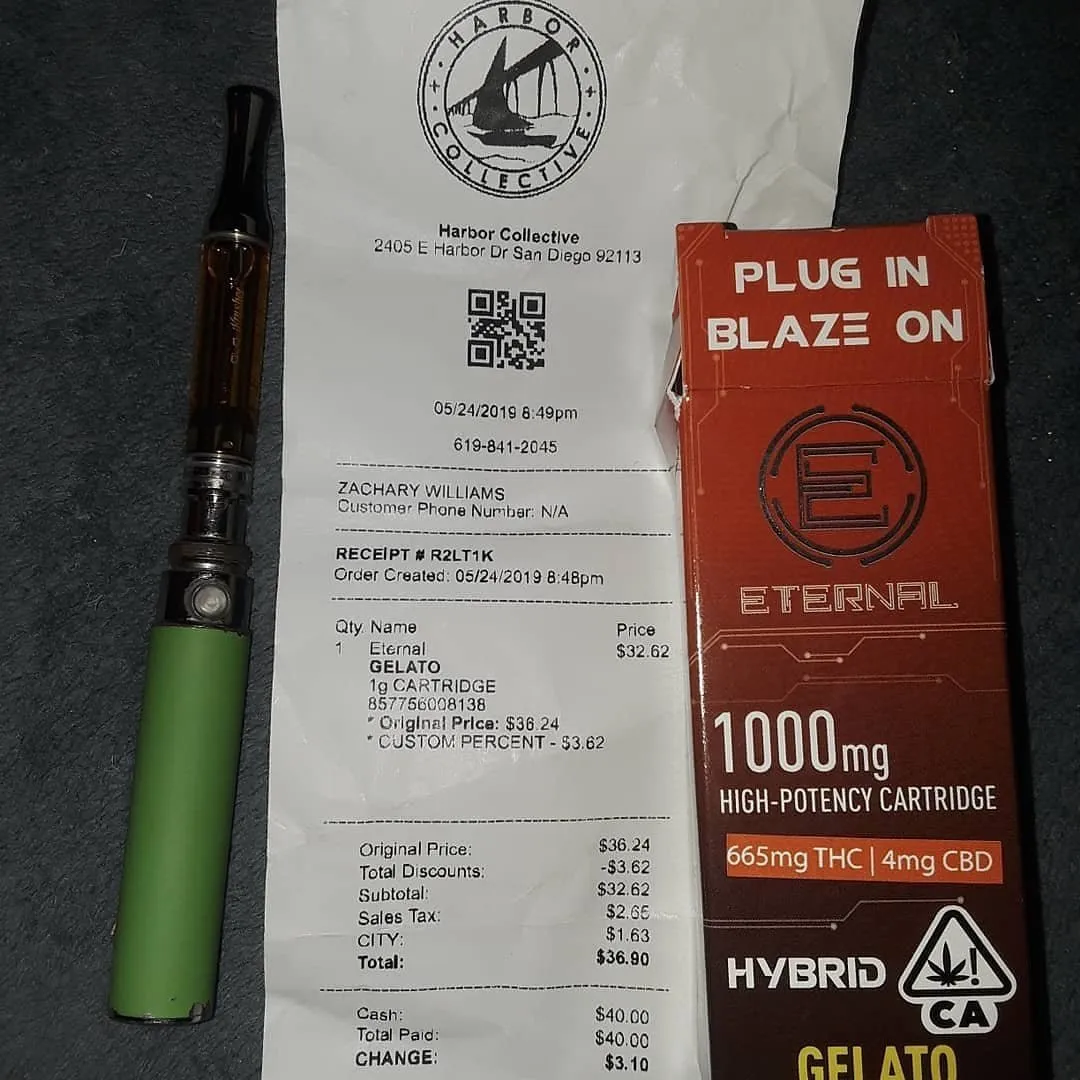 HARBOR
COLLECTIVE
Harbor Collective
2405 E Harbor Dr San Diego 92113
05/24/2019 8:49pm
619-841-2045
ZACHARY WILLIAMS
Customer Phone Number: N/A
RECEIPT # R2LT1K
Order Created: 05/24/2019 8:48pm
Qty. Name Price
1 Eternal $32.62
GELATO
1g CARTRIDGE
857756008138
* Original Price: $36.24
* CUSTOM PERCENT - $3.62
Original Price: $36.24
Total Discounts: -$3.62
Subtotal: $32.62
Sales Tax: $2.65
CITY: $1.63
Total: $36.90
Cash: $40.00
Total Paid: $40.00
CHANGE: $3.10
PLUG IN
BLAZE ON
E
ETERNAL
1000mg
HIGH-POTENCY CARTRIDGE
665mg THC | 4mg CBD
HYBRID
!
CA
GELATO